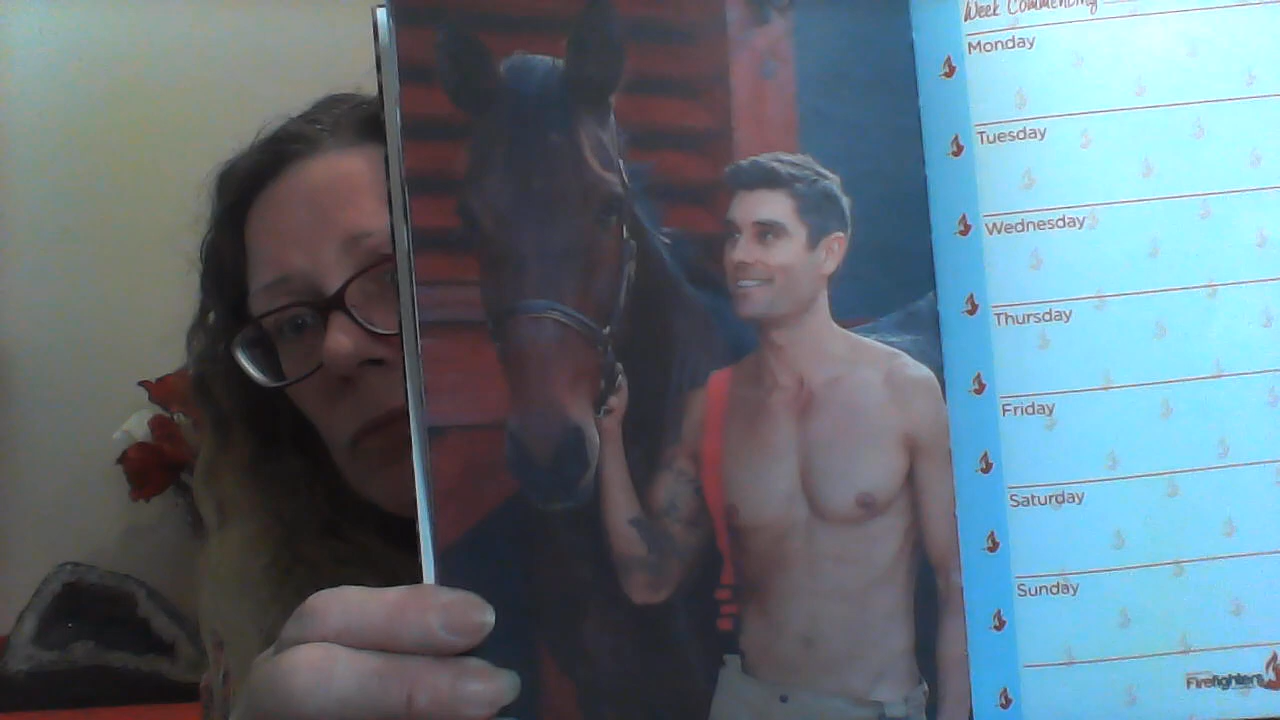 Week Commencing
Monday
Tuesday
Wednesday
Thursday
Friday
Saturday
Sunday
Firefighters